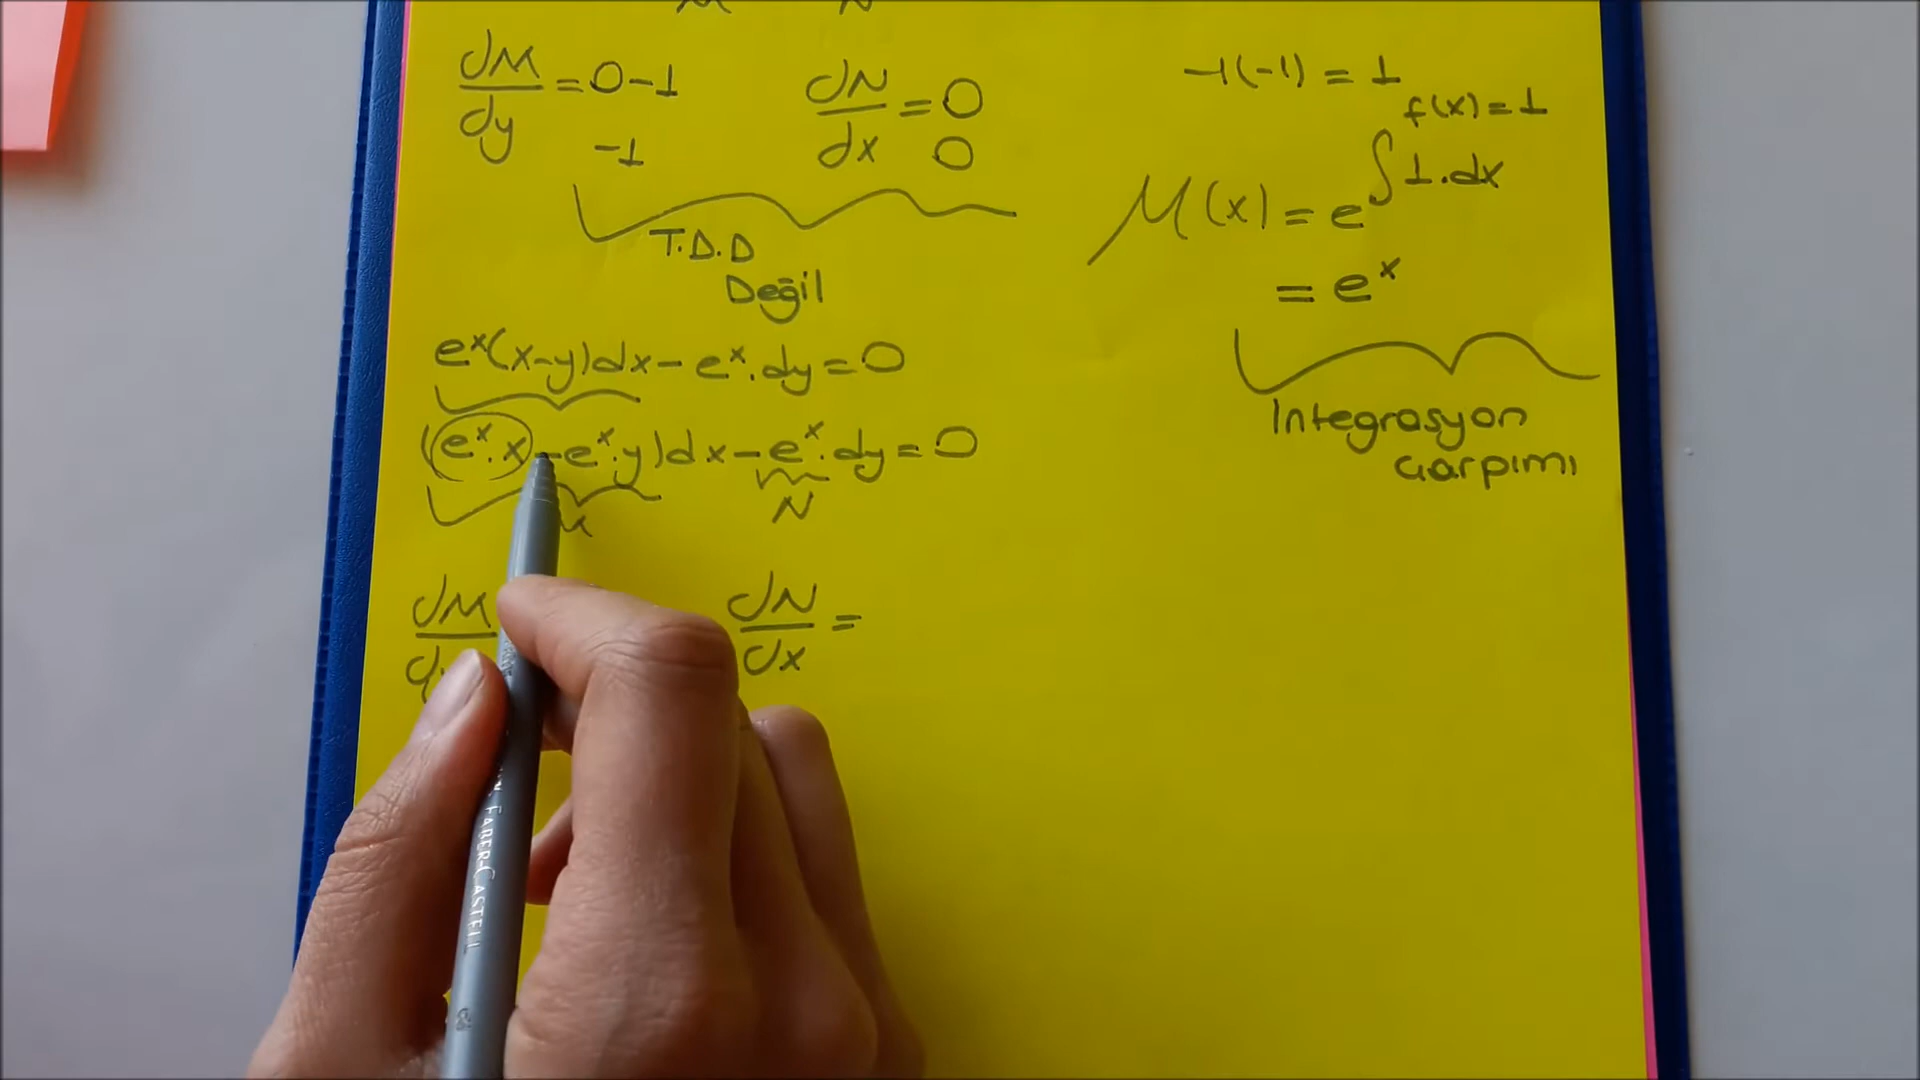 dM/dy = 0-1
-1
dN/dx = 0
0
T.D.D
Değil
e^x(x-y)dx - e^x.dy = 0
(e^x.x - e^x.y)dx - e^x.dy = 0
N
dM
dN/dx =
-1(-1) = 1
f(x) = 1
M(x) = e^∫1.dx
= e^x
Integrasyon
Çarpımı
FABER-CASTELL